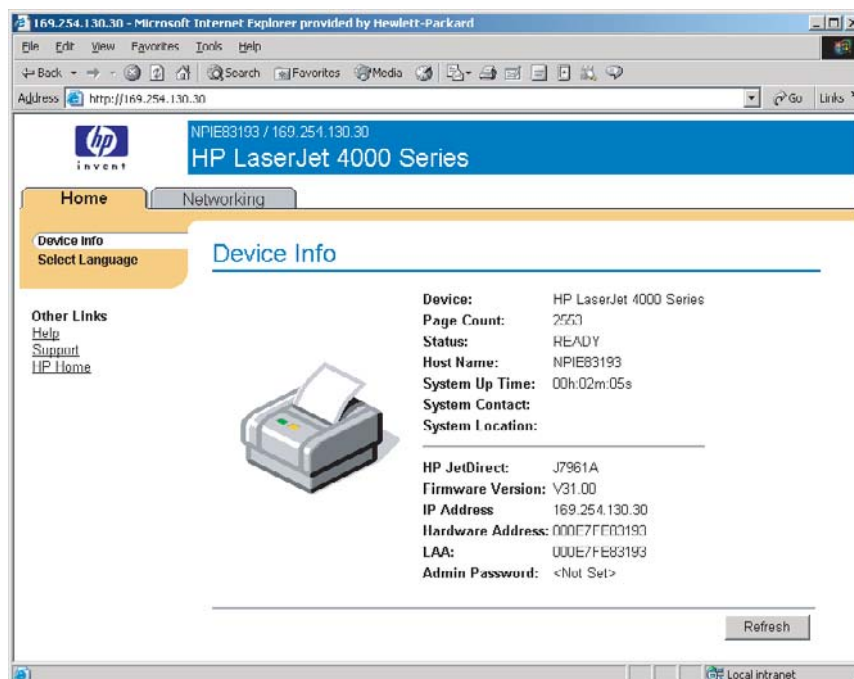 169.254.130.30 - Microsoft Internet Explorer provided by Hewlett-Packard
File Edit View Favorites Tools Help
Back Search Favorites Media
Address http://169.254.130.30 Go Links
hp
invent
NPIE83193 / 169.254.130.30
HP LaserJet 4000 Series
Home Networking
Device Info
Select Language
Other Links
Help
Support
HP Home
Device Info
Device: HP LaserJet 4000 Series
Page Count: 2553
Status: READY
Host Name: NPIE83193
System Up Time: 00h:02m:05s
System Contact:
System Location:
HP JetDirect: J7961A
Firmware Version: V31.00
IP Address 169.254.130.30
Hardware Address: 000E7FE83193
LAA: 000E7FE83193
Admin Password: <Not Set>
Refresh
Local intranet